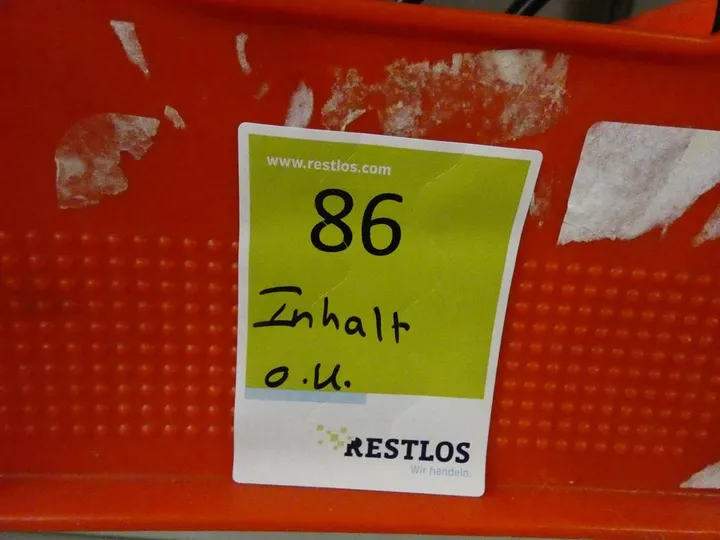 www.restlos.com
86
Inhalt
o.U.
RESTLOS
Wir handeln.